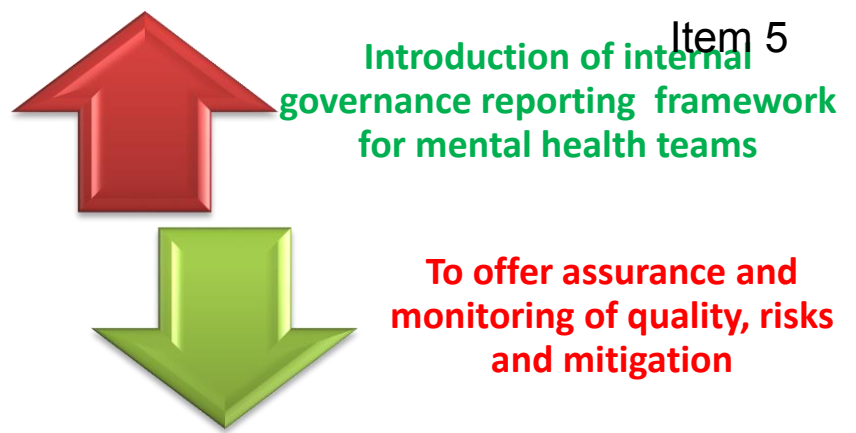 Item 5
Introduction of internal
governance reporting framework
for mental health teams
To offer assurance and
monitoring of quality, risks
and mitigation